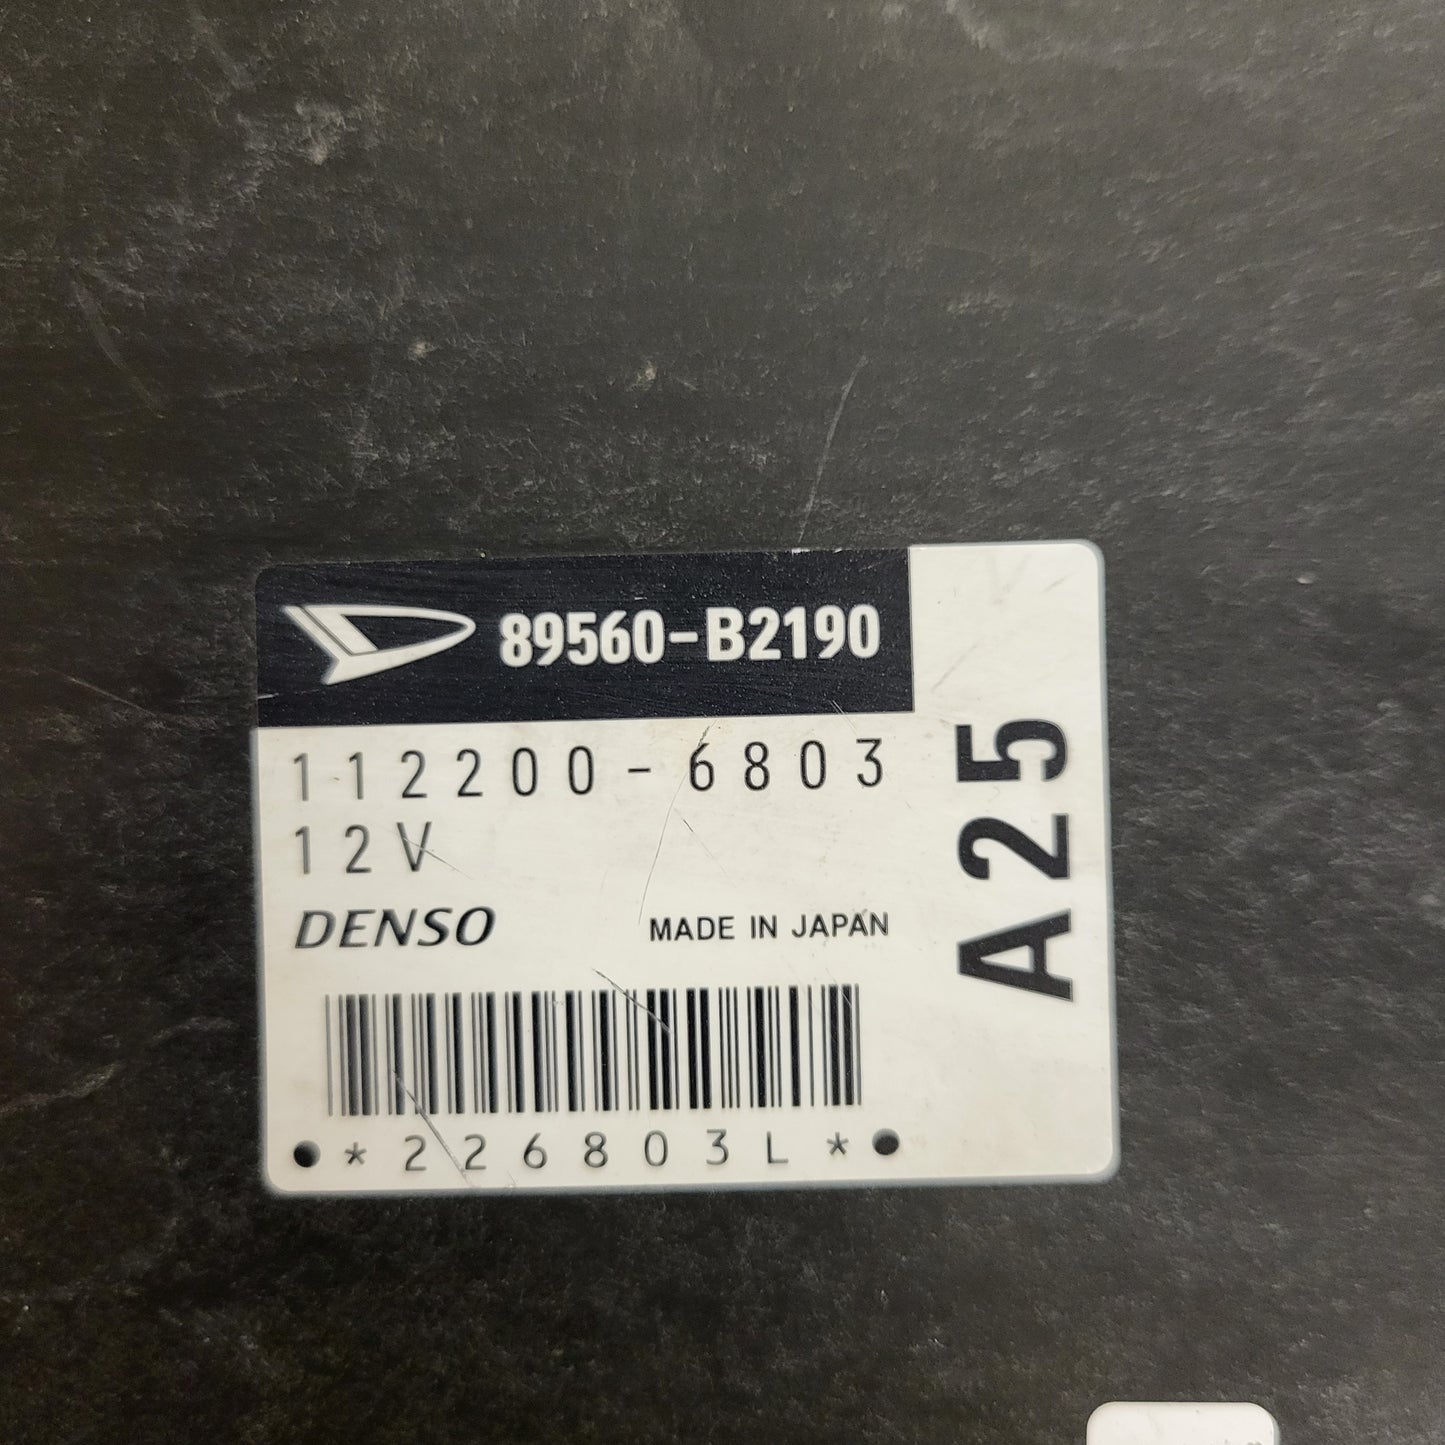 89560-B2190
112200-6803
12V
DENSO
MADE IN JAPAN
*226803L*
A25